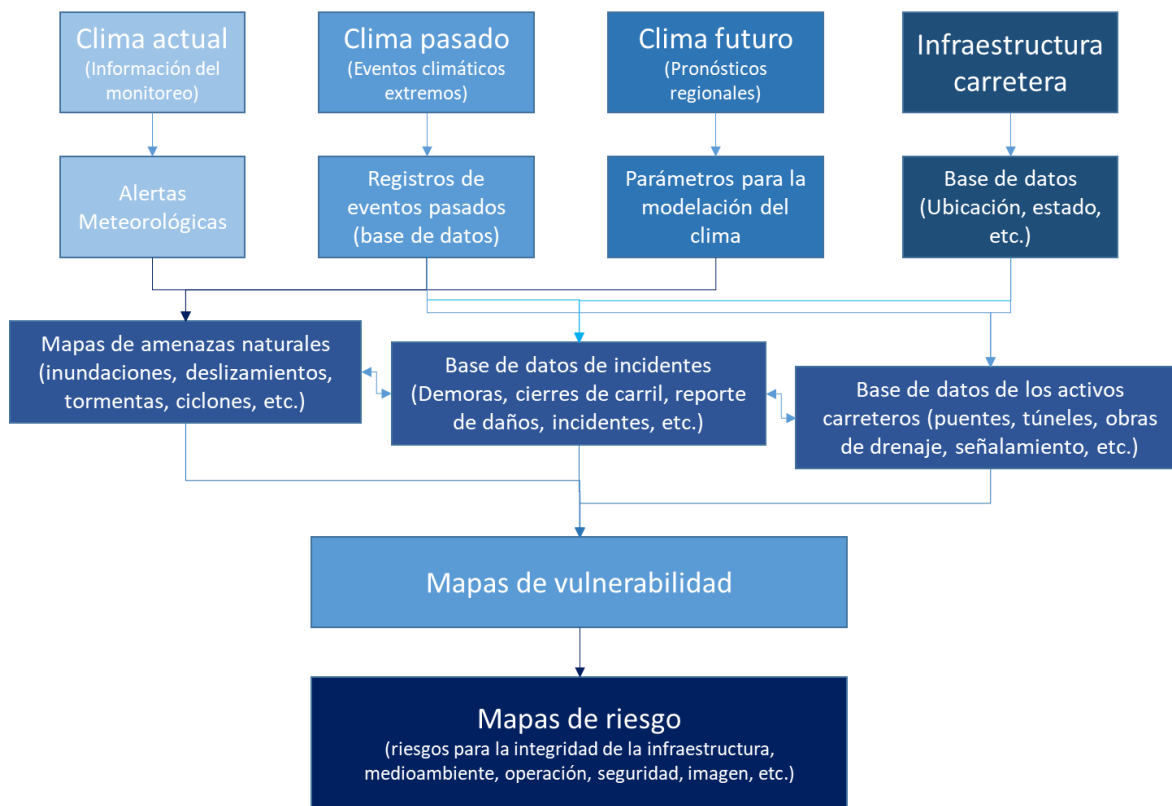 Clima actual
(Información del
monitoreo)
Clima pasado
(Eventos climáticos
extremos)
Clima futuro
(Pronósticos
regionales)
Infraestructura
carretera
Alertas
Meteorológicas
Registros de
eventos pasados
(base de datos)
Parámetros para la
modelación del
clima
Base de datos
(Ubicación, estado,
etc.)
Mapas de amenazas naturales
(inundaciones, deslizamientos,
tormentas, ciclones, etc.)
Base de datos de incidentes
(Demoras, cierres de carril, reporte
de daños, incidentes, etc.)
Base de datos de los activos
carreteros (puentes, túneles, obras
de drenaje, señalamiento, etc.)
Mapas de vulnerabilidad
Mapas de riesgo
(riesgos para la integridad de la infraestructura,
medioambiente, operación, seguridad, imagen, etc.)